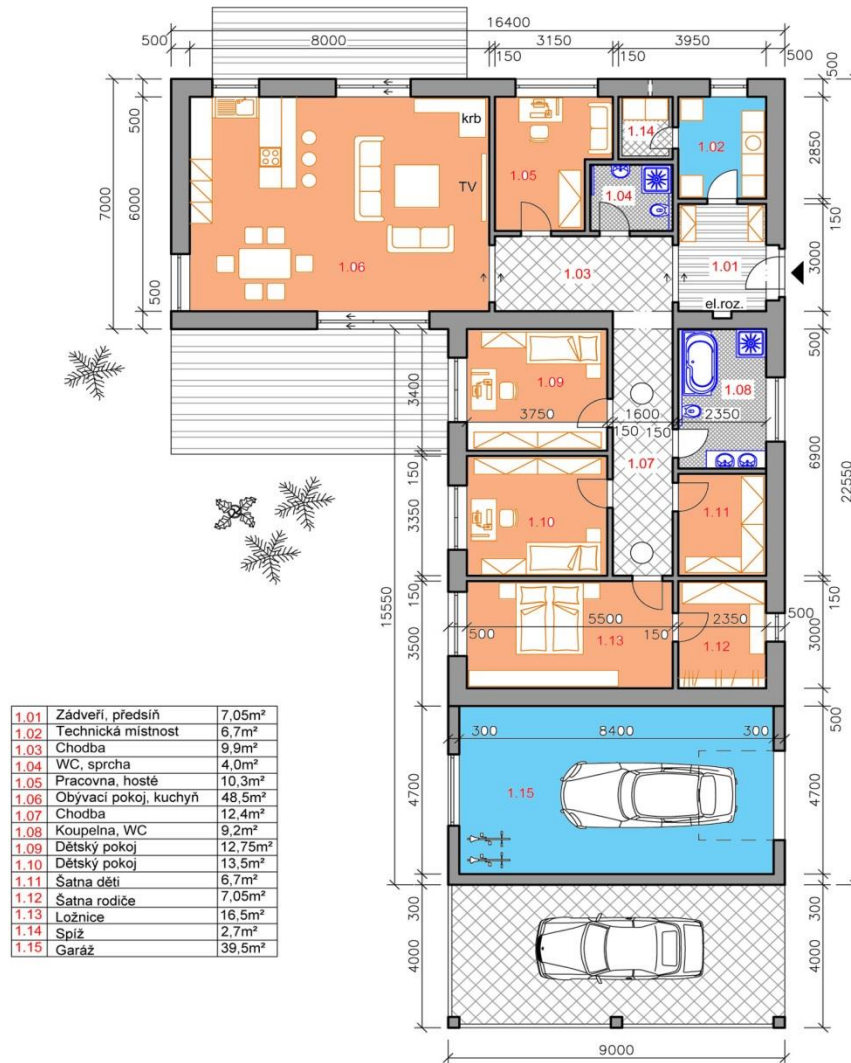 16400
500 8000 150 3150 150 3950 500
500
500
2850
7000
6000
150
3000
500
500
krb
TV
1.14
1.02
1.05
1.04
1.06
1.03
1.01
el.roz.
3400
1.09
3750
1600
2350
150 150
1.08
1.07
500
6900
22550
150
3350
1.10
1.11
15550
150
150
3500
5500
2350
500
500
1.13
150
1.12
3000
500
300 8400 300
4700
1.15
4700
300
300
4000
4000
9000
1.01 Zádveří, předsíň 7,05m²
1.02 Technická místnost 6,7m²
1.03 Chodba 9,9m²
1.04 WC, sprcha 4,0m²
1.05 Pracovna, hosté 10,3m²
1.06 Obývací pokoj, kuchyň 48,5m²
1.07 Chodba 12,4m²
1.08 Koupelna, WC 9,2m²
1.09 Dětský pokoj 12,75m²
1.10 Dětský pokoj 13,5m²
1.11 Šatna děti 6,7m²
1.12 Šatna rodiče 7,05m²
1.13 Ložnice 16,5m²
1.14 Spíž 2,7m²
1.15 Garáž 39,5m²